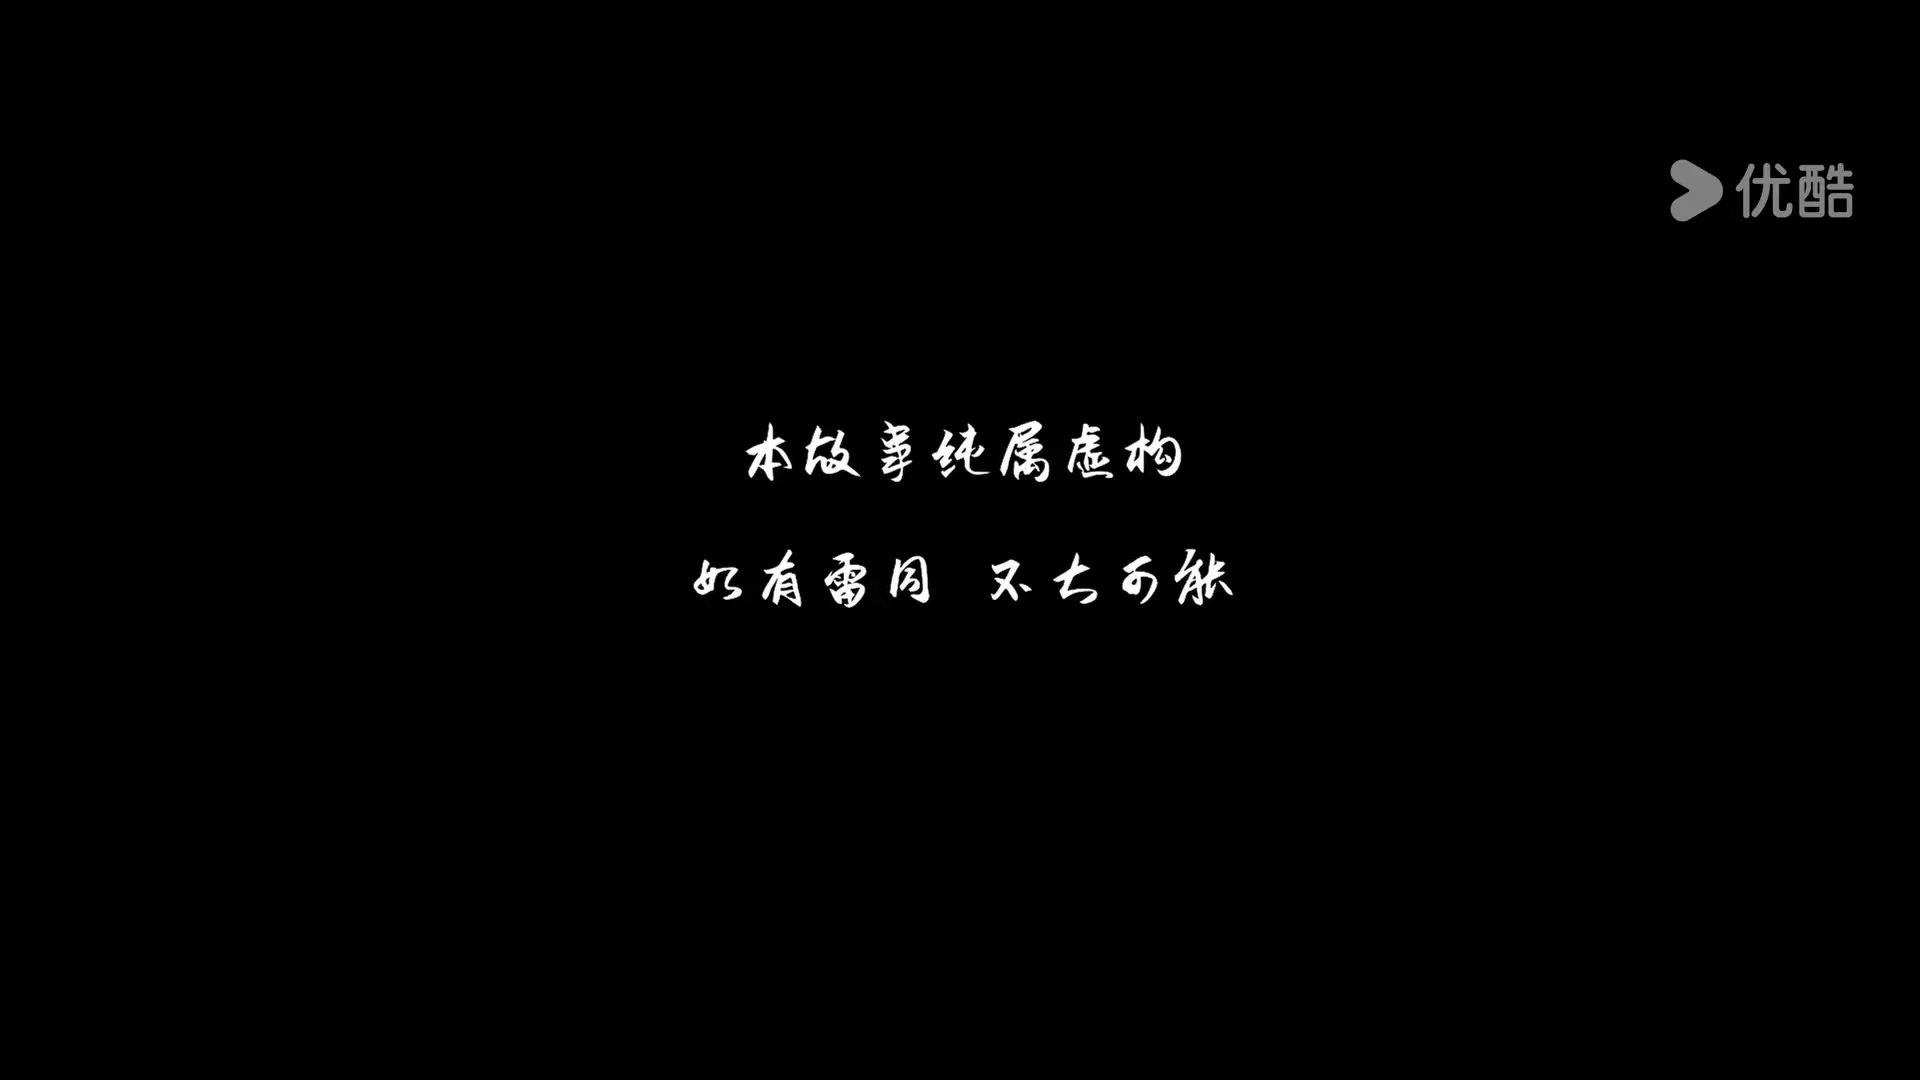 优酷
本故事纯属虚构
如有雷同 不大可能